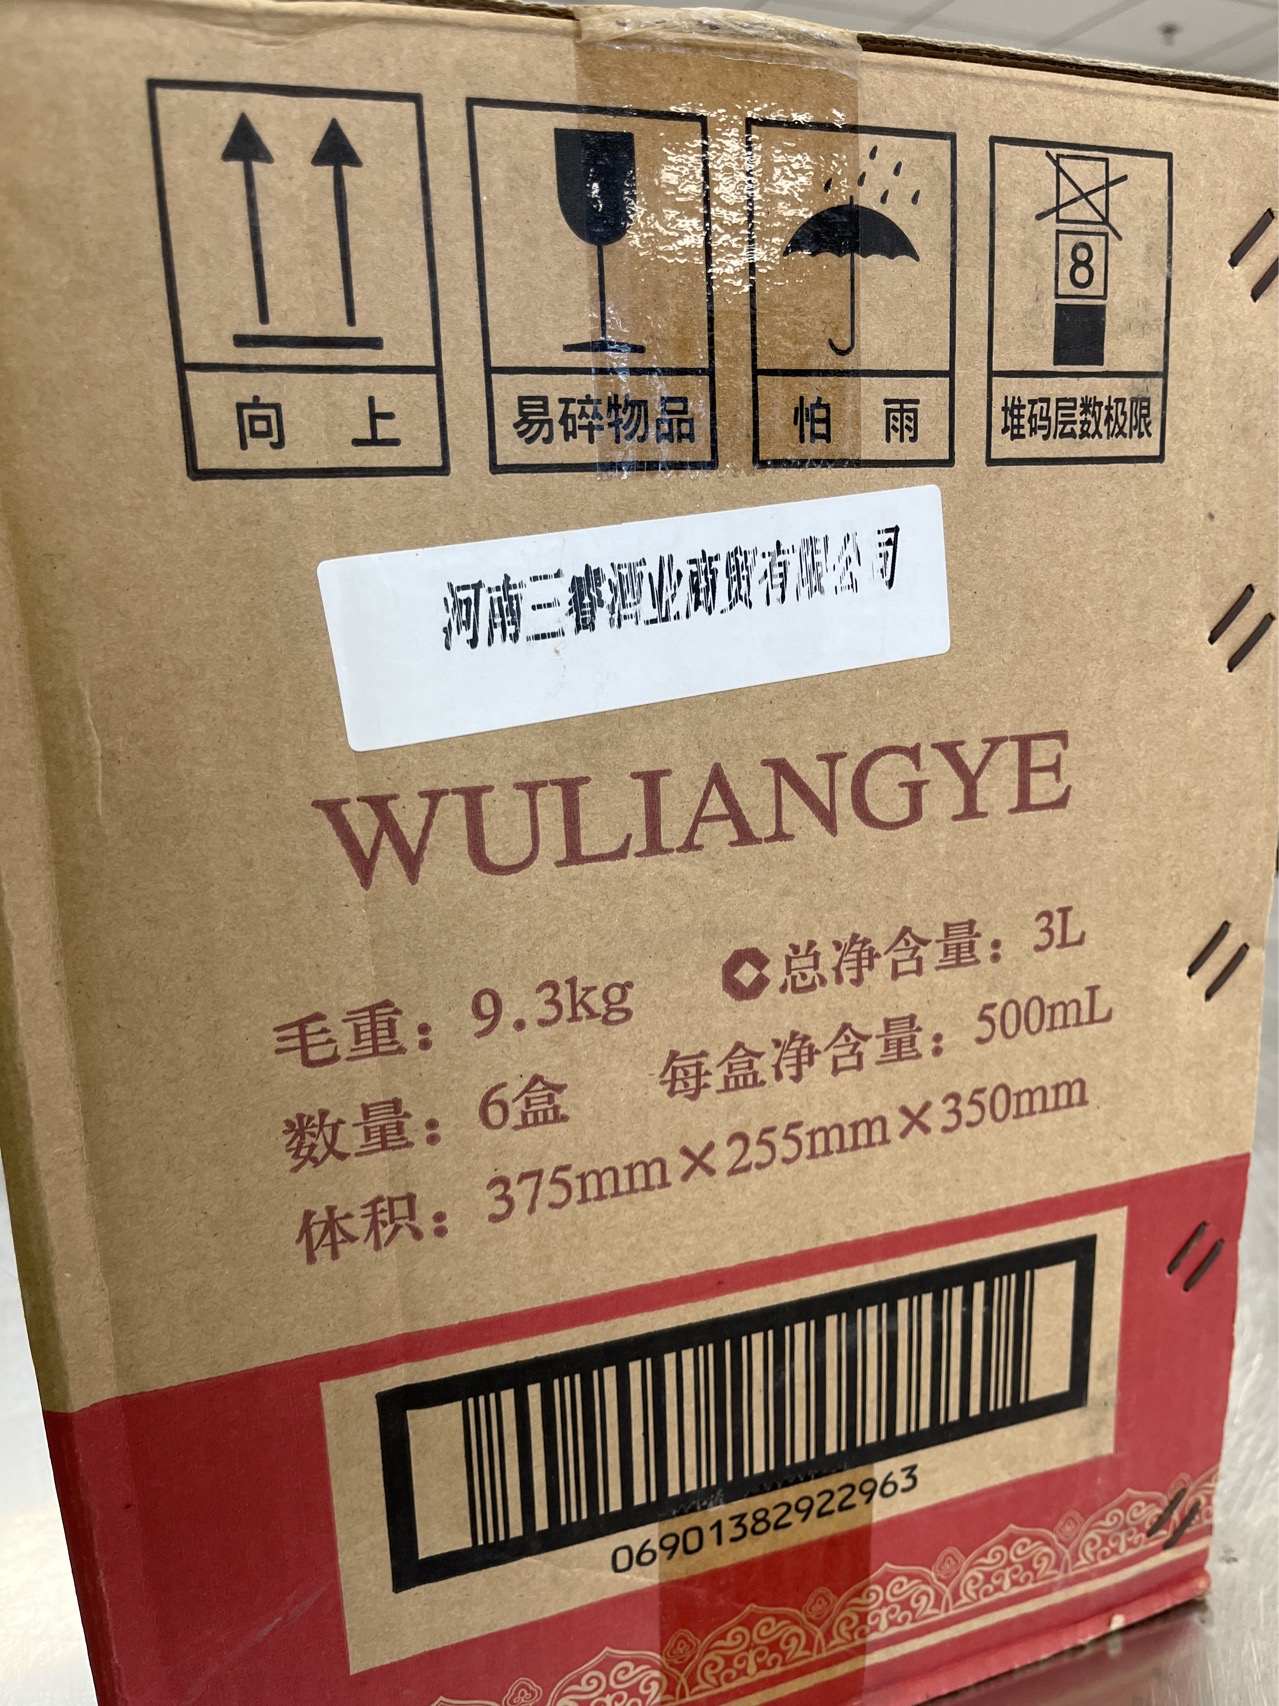 8
向上
易碎物品
怕雨
堆码层数极限
河南三睿酒业商贸有限公司
WULIANGYE
毛重：9.3kg 总净含量：3L
数量：6盒 每盒净含量：500mL
体积：375mm×255mm×350mm
06901382922963